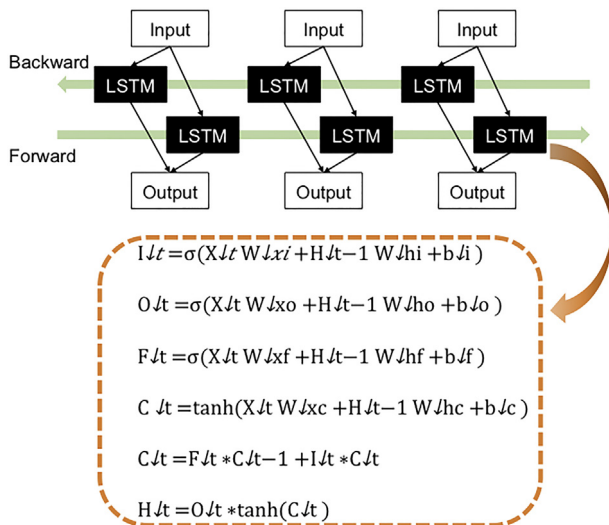 Input Input Input
Backward
LSTM LSTM LSTM
LSTM LSTM LSTM
Forward
Output Output Output
I↓t =σ(X↓t W↓xi +H↓t−1 W↓hi +b↓i )
O↓t =σ(X↓t W↓xo +H↓t−1 W↓ho +b↓o )
F↓t =σ(X↓t W↓xf +H↓t−1 W↓hf +b↓f )
C ↓t =tanh(X↓t W↓xc +H↓t−1 W↓hc +b↓c )
C↓t =F↓t *C↓t−1 +I↓t *C↓t
H↓t =O↓t *tanh(C↓t )